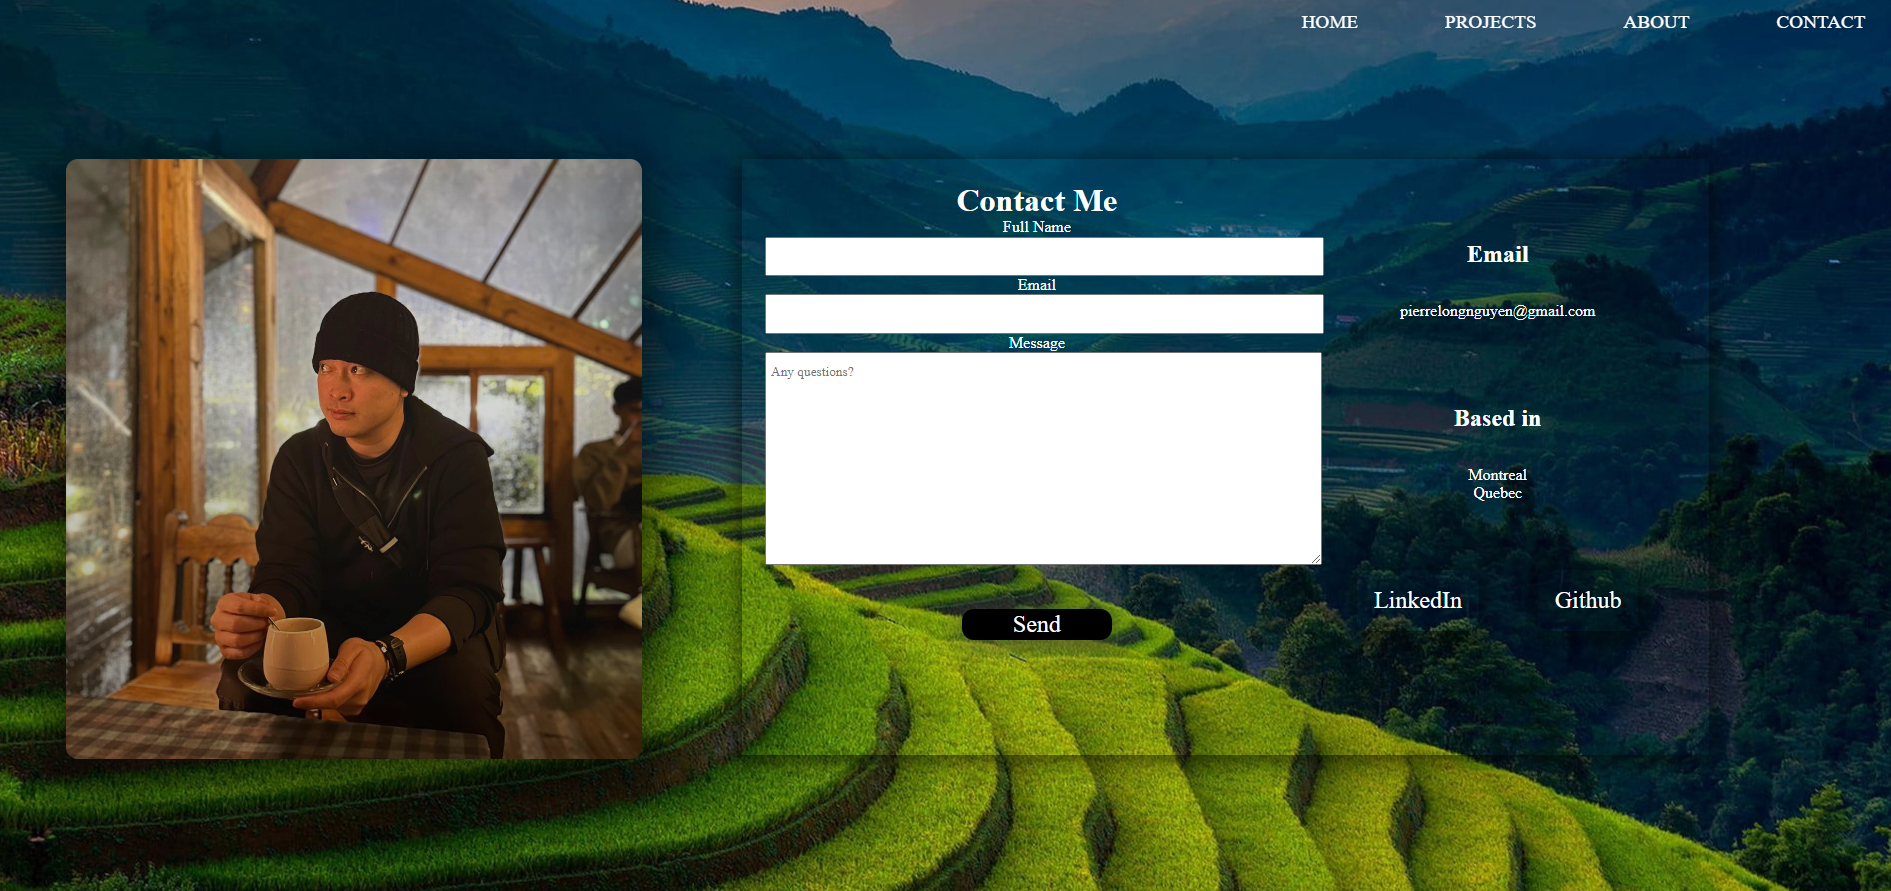 HOME PROJECTS ABOUT CONTACT
Contact Me
Full Name
Email
Message
Any questions?
Send
Email
pierrelongnguyen@gmail.com
Based in
Montreal
Quebec
LinkedIn Github